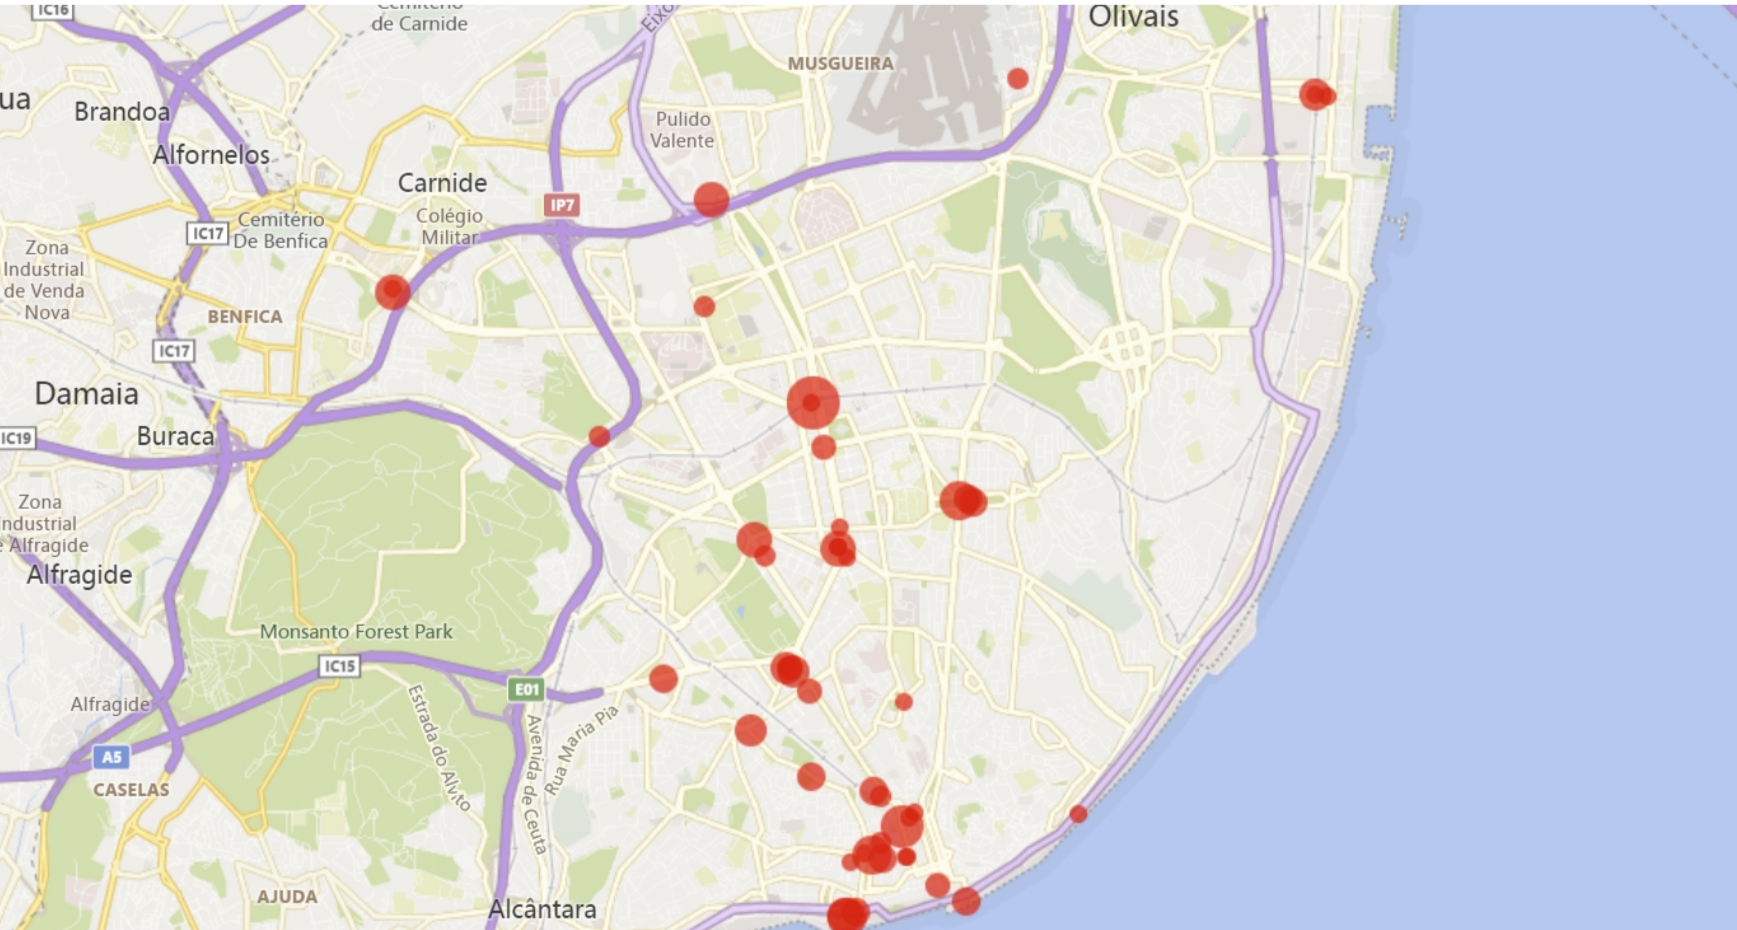 IC16
Cemitério
de Carnide
Eixo
Olivais
MUSGUEIRA
ua
Brandoa
Pulido
Valente
Alfornelos
Carnide
IP7
Colégio
Militar
IC17
Cemitério
De Benfica
Zona
Industrial
de Venda
Nova
BENFICA
IC17
Damaia
IC19
Buraca
Zona
ndustrial
e Alfragide
Alfragide
Monsanto Forest Park
IC15
E01
Alfragide
Estrada do Alvito
Avenida de Ceuta
Rua Maria Pia
A5
CASELAS
AJUDA
Alcântara